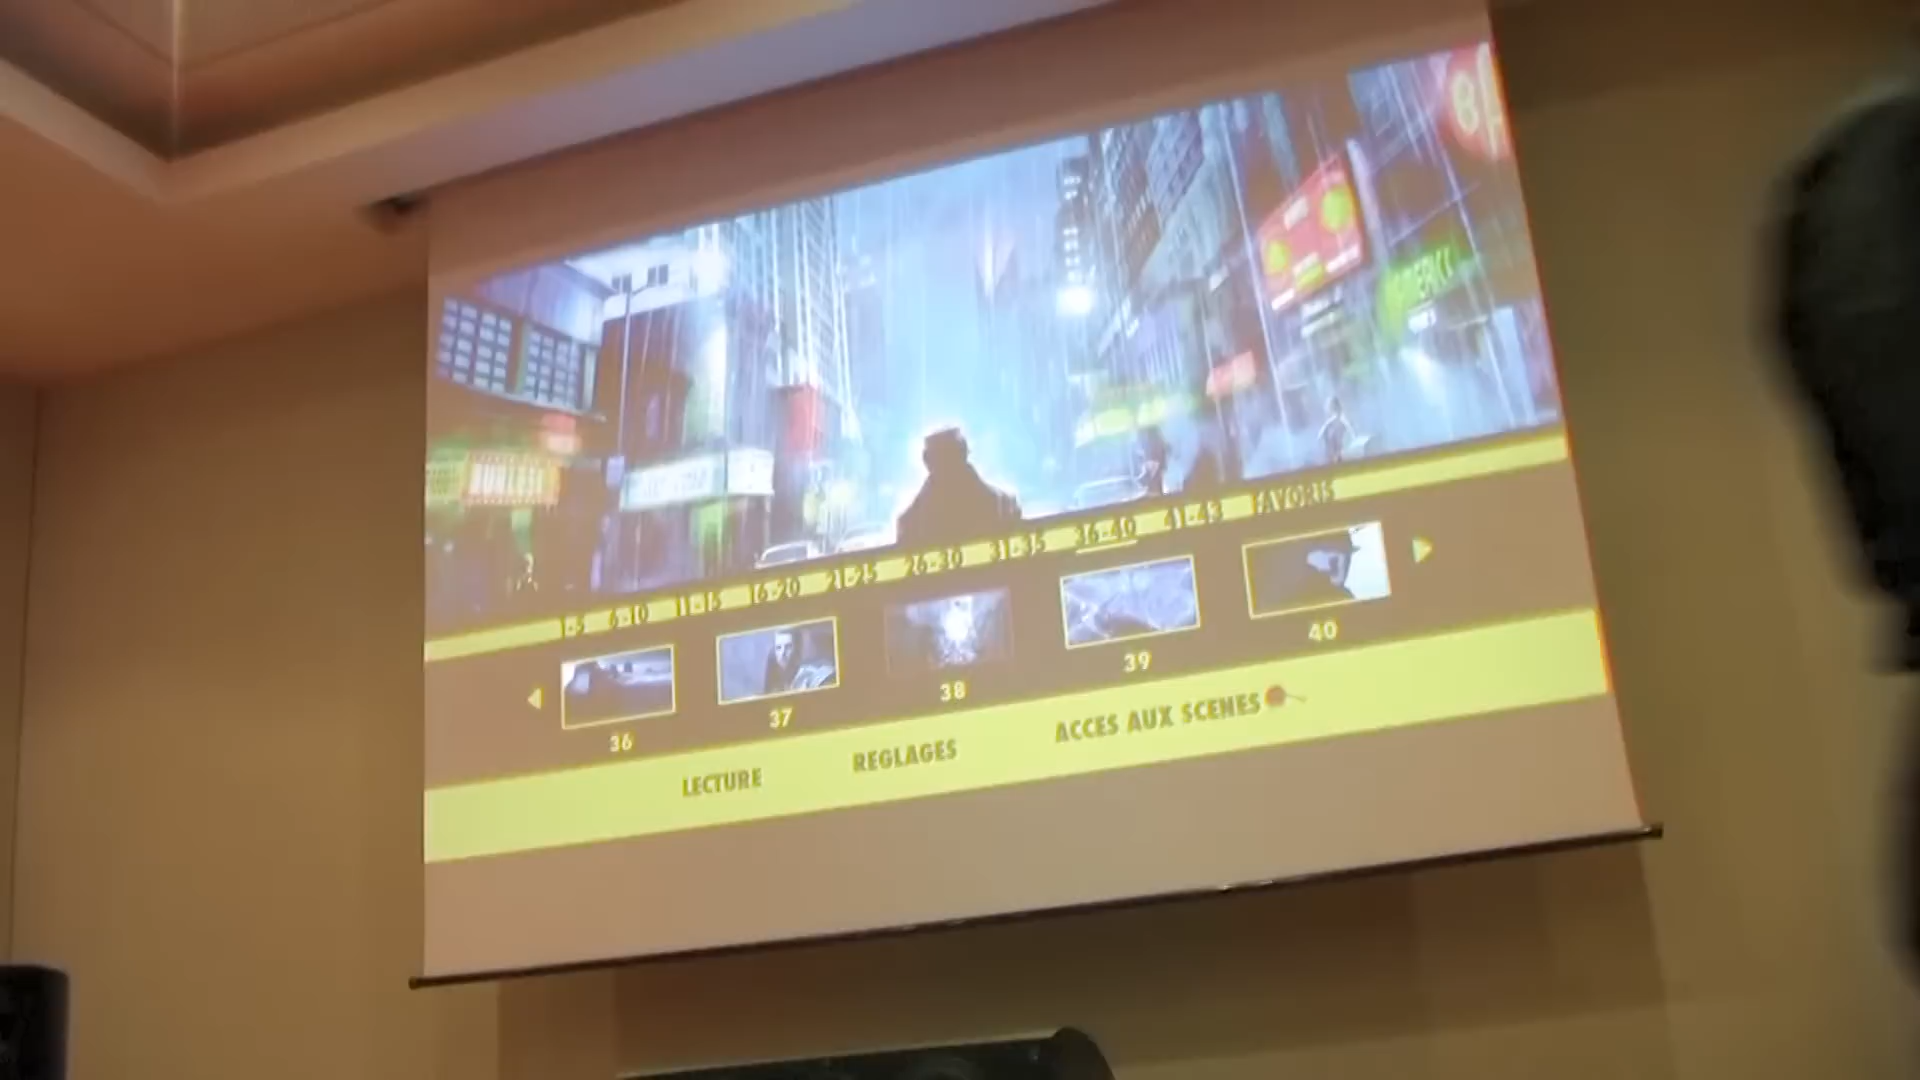 1-5 6-10 11-15 16-20 21-25 26-30 31-35 36-40 41-43 FAVORIS
36 37 38 39 40
LECTURE REGLAGES ACCES AUX SCENES